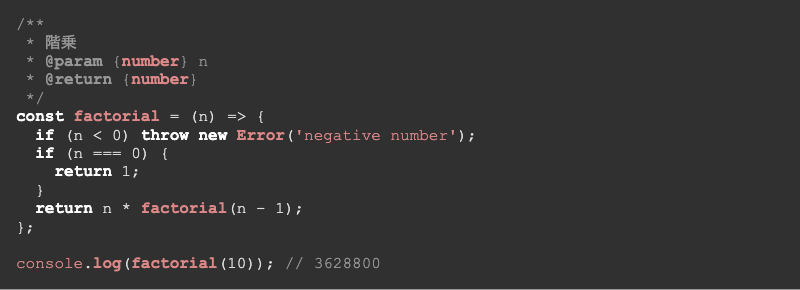 /**
 * 階乗
 * @param {number} n
 * @return {number}
 */
const factorial = (n) => {
  if (n < 0) throw new Error('negative number');
  if (n === 0) {
    return 1;
  }
  return n * factorial(n - 1);
};
console.log(factorial(10)); // 3628800